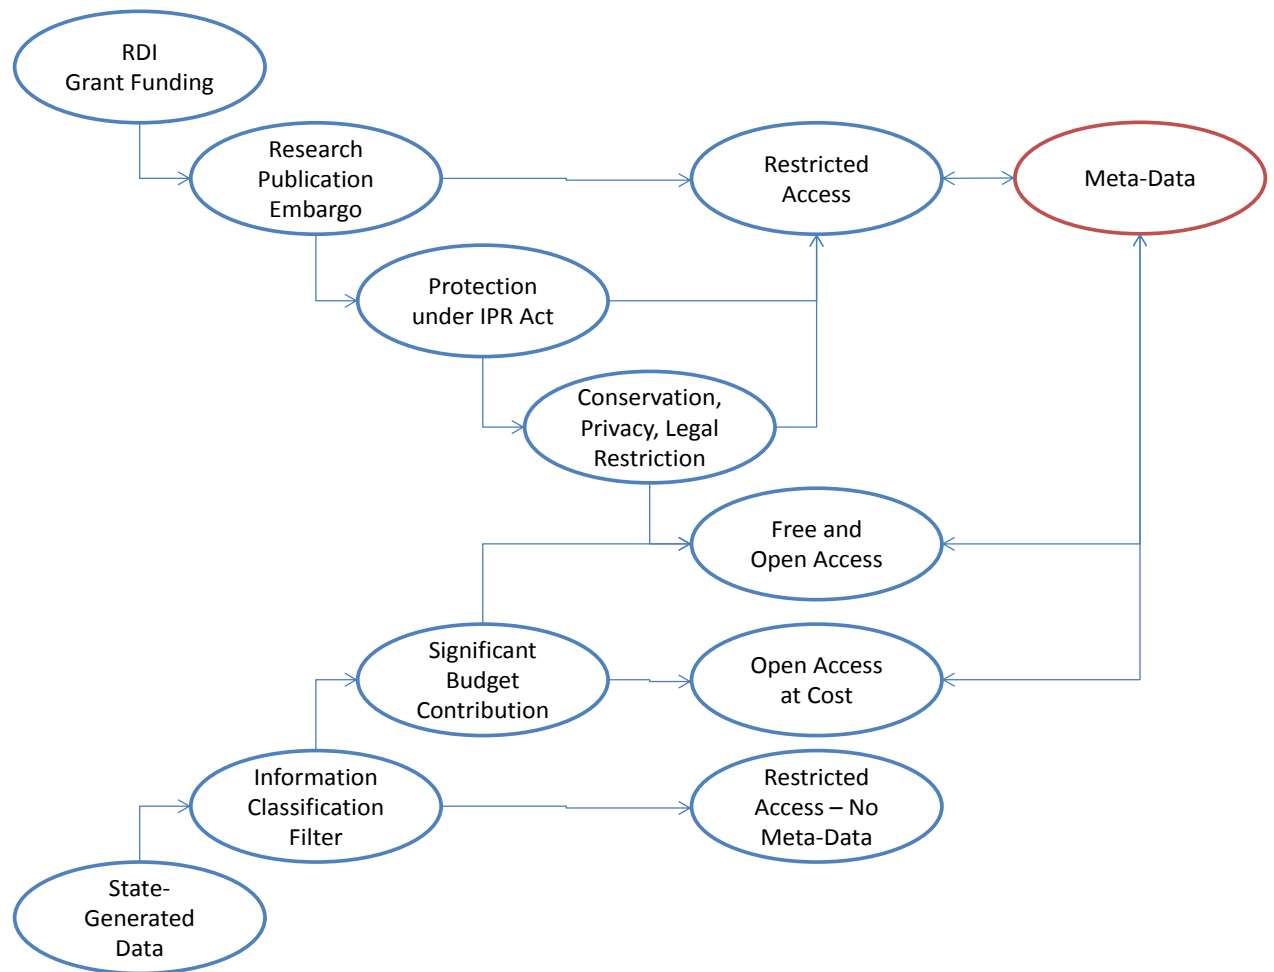 RDI
Grant Funding
Research
Publication
Embargo
Restricted
Access
Meta-Data
Protection
under IPR Act
Conservation,
Privacy, Legal
Restriction
Free and
Open Access
Significant
Budget
Contribution
Open Access
at Cost
Information
Classification
Filter
Restricted
Access – No
Meta-Data
State-
Generated
Data